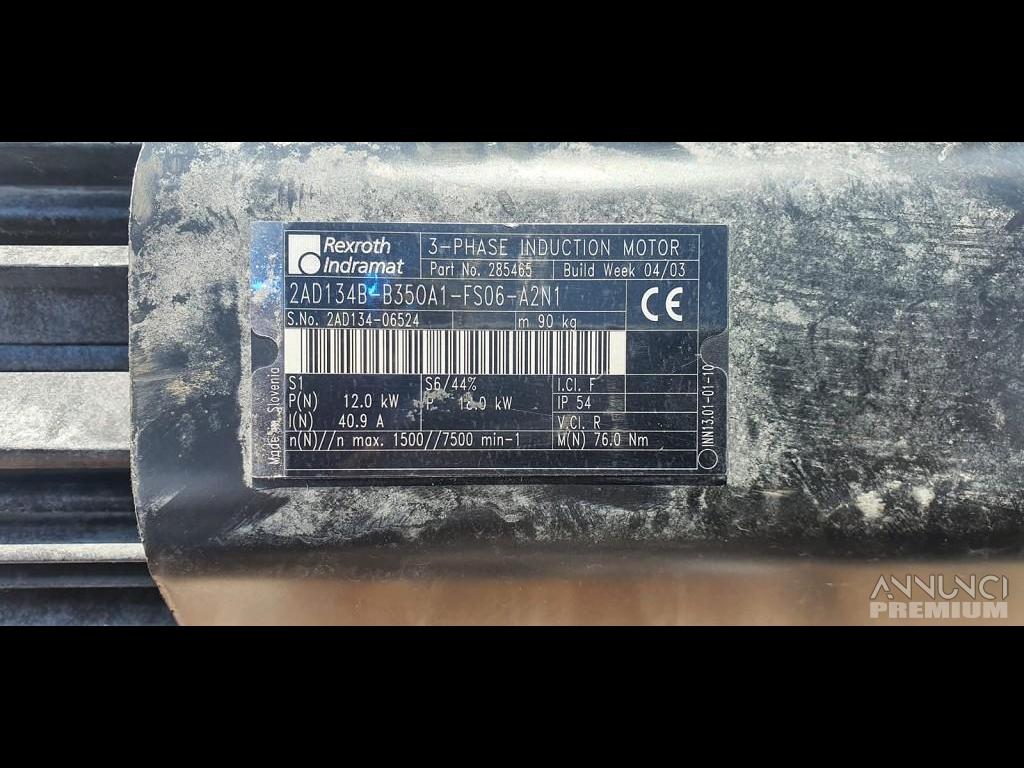 Rexroth
Indramat
3-PHASE INDUCTION MOTOR
Part No. 285465 Build Week 04/03
2AD134B-B350A1-FS06-A2N1
CE
S.No. 2AD134-06524 m 90 kg
S1 S6/44% I.Cl. F
P(N) 12.0 kW P kW IP 54
I(N) 40.9 A V.Cl. R
n(N)//n max. 1500//7500 min-1 M(N) 76.0 Nm
Made in Slovenia
INN13.01-01-10
ANNUNCI
PREMIUM